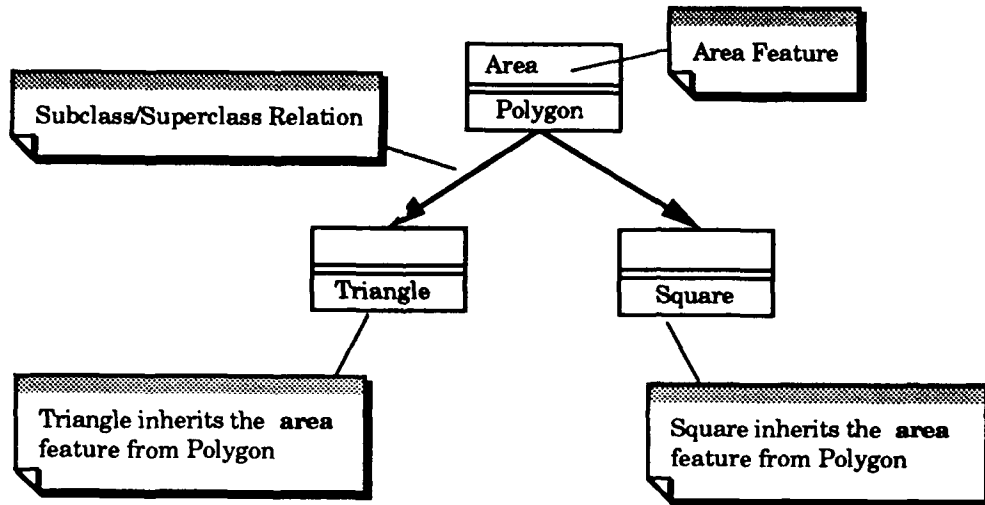 Area
Polygon
Area Feature
Subclass/Superclass Relation
Triangle
Square
Triangle inherits the area
feature from Polygon
Square inherits the area
feature from Polygon